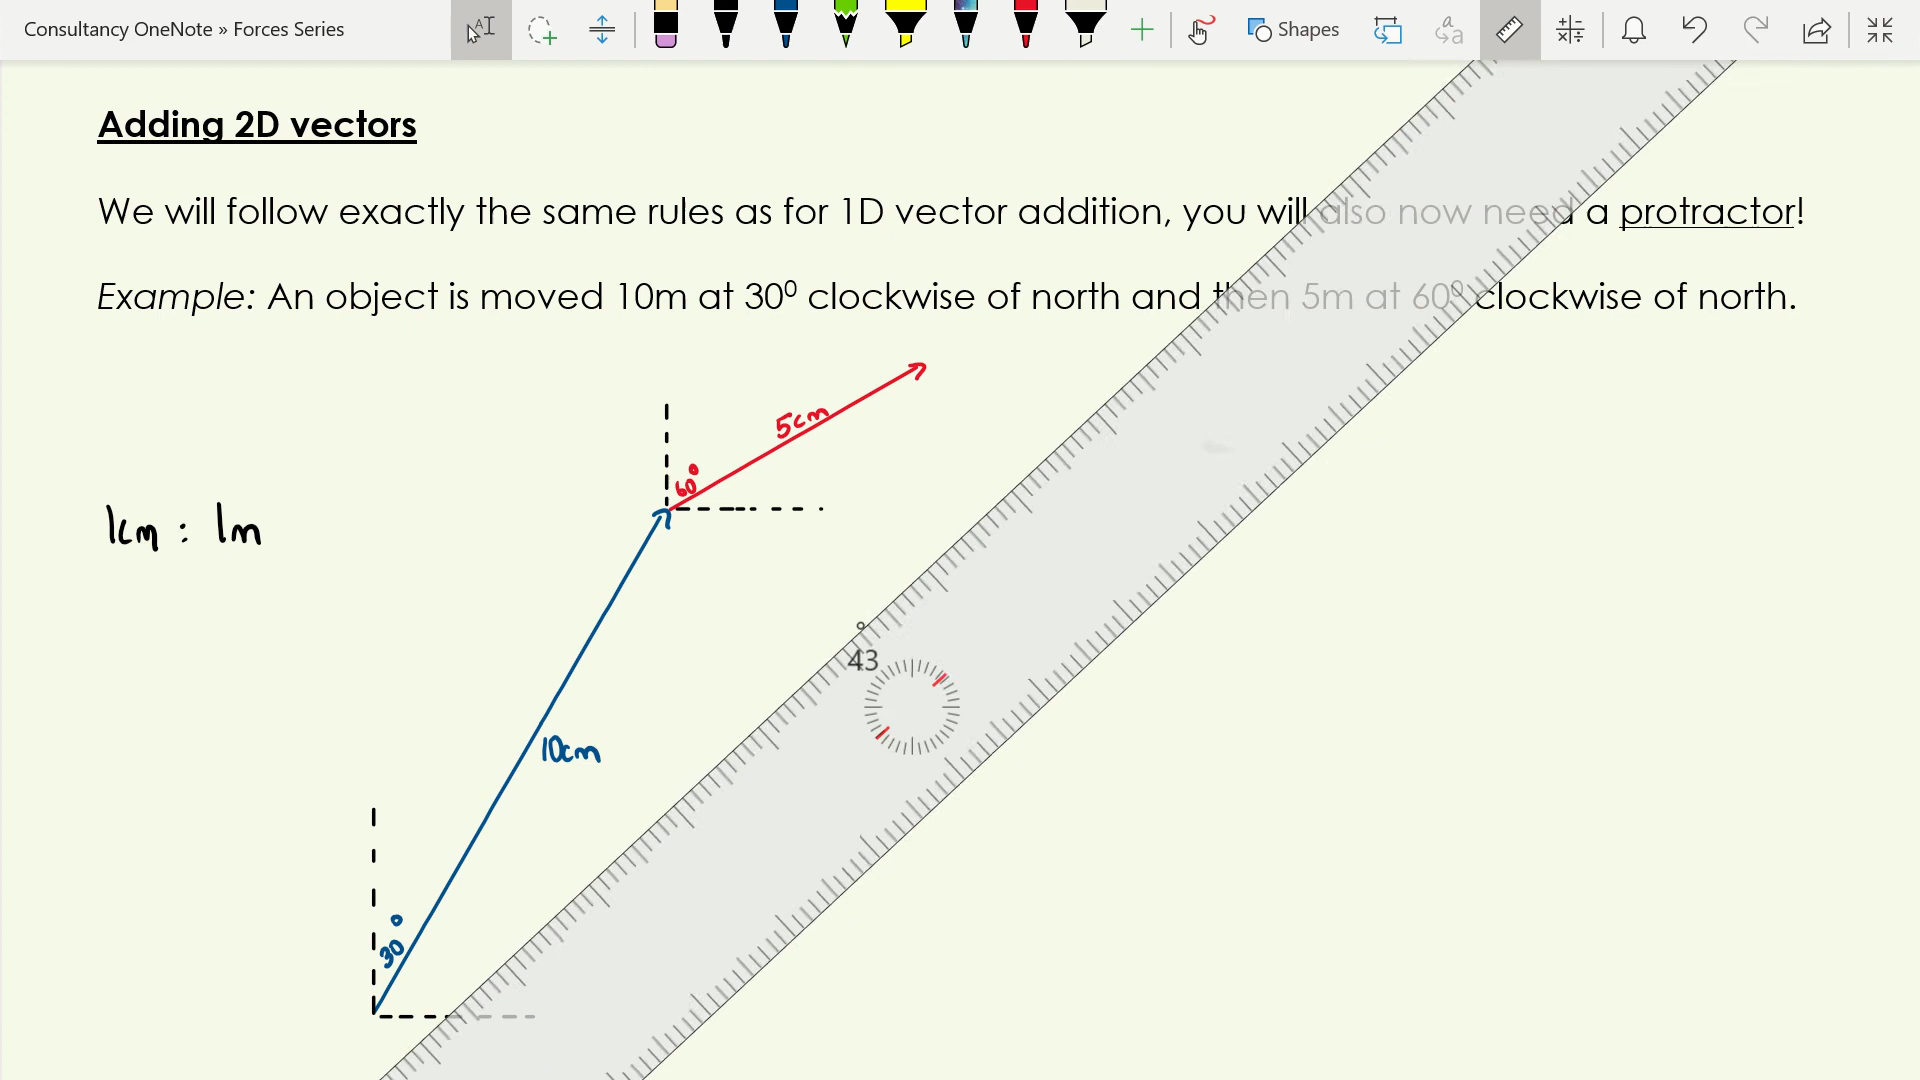 Consultancy OneNote » Forces Series
Shapes
Adding 2D vectors
We will follow exactly the same rules as for 1D vector addition, you will also now need a protractor!
Example: An object is moved 10m at 30⁰ clockwise of north and then 5m at 60⁰ clockwise of north.
5cm
60°
1cm : 1m
°
43
10cm
30°